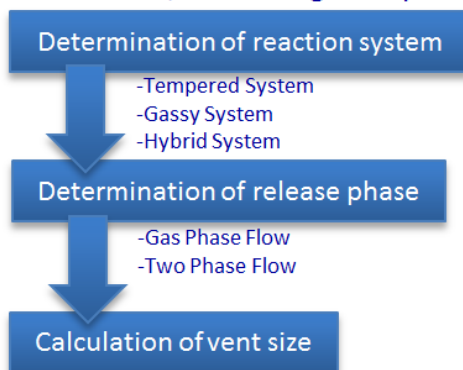 Determination of reaction system
-Tempered System
-Gassy System
-Hybrid System
Determination of release phase
-Gas Phase Flow
-Two Phase Flow
Calculation of vent size